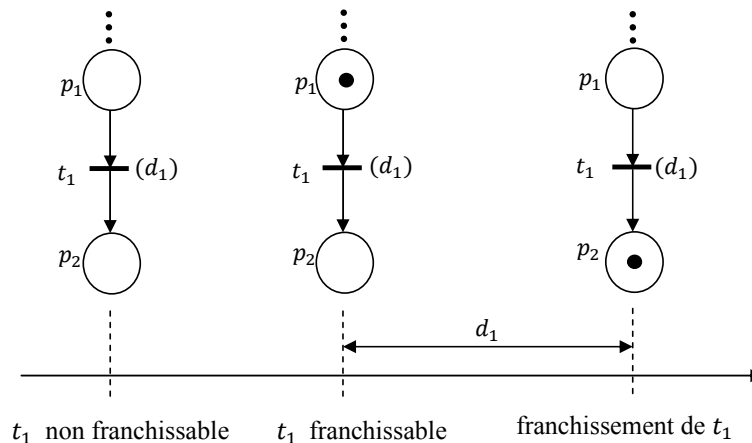 p₁ p₁ p₁
t₁ (d₁) t₁ (d₁) t₁ (d₁)
p₂ p₂ p₂
d₁
t₁ non franchissable t₁ franchissable franchissement de t₁